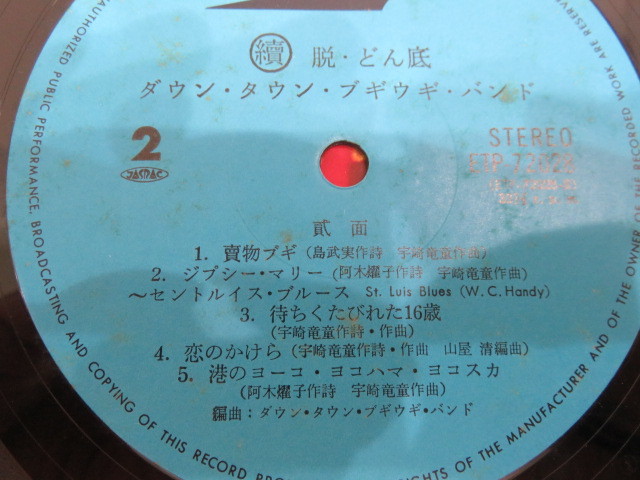 續 脱・どん底
ダウン・タウン・ブギウギ・バンド
2
JASRAC
STEREO
貳面
1. 賣物ブギ (島武実作詩 宇崎竜童作曲)
2. ジプシー・マリー (阿木燿子作詩 宇崎竜童作曲)
〜セントルイス・ブルース St. Luis Blues (W.C.Handy)
3. 待ちくたびれた16歳
(宇崎竜童作詩・作曲)
4. 恋のかけら (宇崎竜童作詩・作曲 山屋 清編曲)
5. 港のヨーコ・ヨコハマ・ヨコスカ
(阿木燿子作詩 宇崎竜童作曲)
編曲:ダウン・タウン・ブギウギ・バンド
AUTHORIZED PUBLIC PERFORMANCE, BROADCASTING AND COPYING OF THIS RECORD
RIGHTS OF THE MANUFACTURER AND OF THE OWNER
RECORDED WORK ARE RESERVE